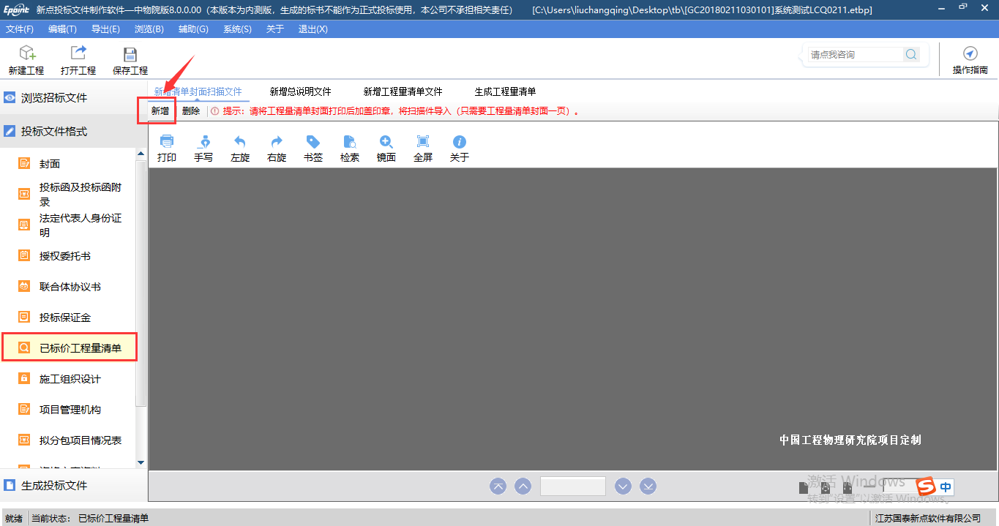 Epoint 新点投标文件制作软件—中物院版8.0.0.00（本版本为内测版，生成的标书不能作为正式投标使用，本公司不承担相关责任） [C:\Users\liuchangqing\Desktop\tb\[GC20180211030101]系统测试LCQ0211.etbp]
文件(F) 编辑(T) 导出(E) 浏览(B) 辅助(G) 系统(S) 关于 退出(X)
新建工程 打开工程 保存工程 请点我咨询 操作指南
浏览招标文件
投标文件格式
封面
投标函及投标函附
录
法定代表人身份证
明
授权委托书
联合体协议书
投标保证金
已标价工程量清单
施工组织设计
项目管理机构
拟分包项目情况表
生成投标文件
新增清单封面扫描文件 新增总说明文件 新增工程量清单文件 生成工程量清单
新增 删除 提示：请将工程量清单封面打印后加盖印章，将扫描件导入（只需要工程量清单封面一页）。
打印 手写 左旋 右旋 书签 检索 镜面 全屏 关于
中国工程物理研究院项目定制
激活 Windows
转到"设置"以激活 Windows。
S 中
就绪 当前状态： 已标价工程量清单 江苏国泰新点软件有限公司